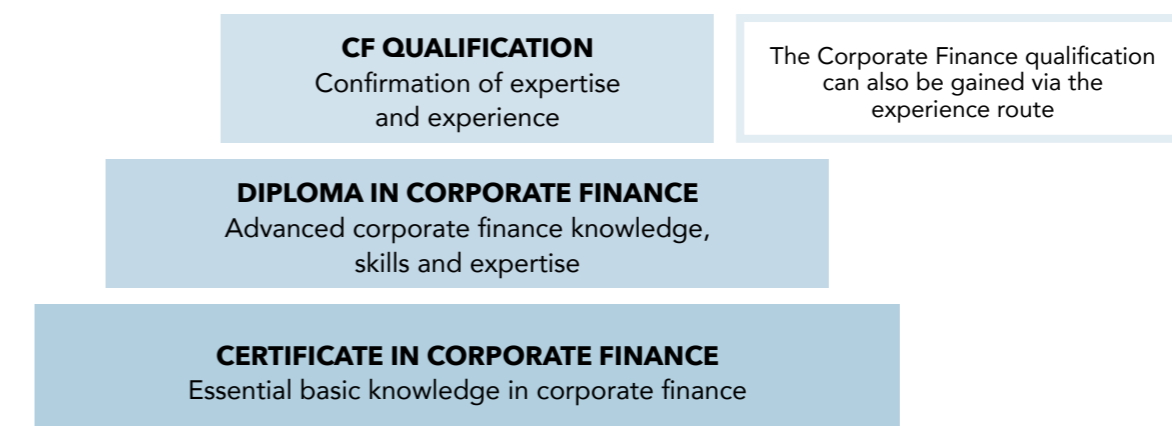 CF QUALIFICATION
Confirmation of expertise
and experience
The Corporate Finance qualification
can also be gained via the
experience route
DIPLOMA IN CORPORATE FINANCE
Advanced corporate finance knowledge,
skills and expertise
CERTIFICATE IN CORPORATE FINANCE
Essential basic knowledge in corporate finance